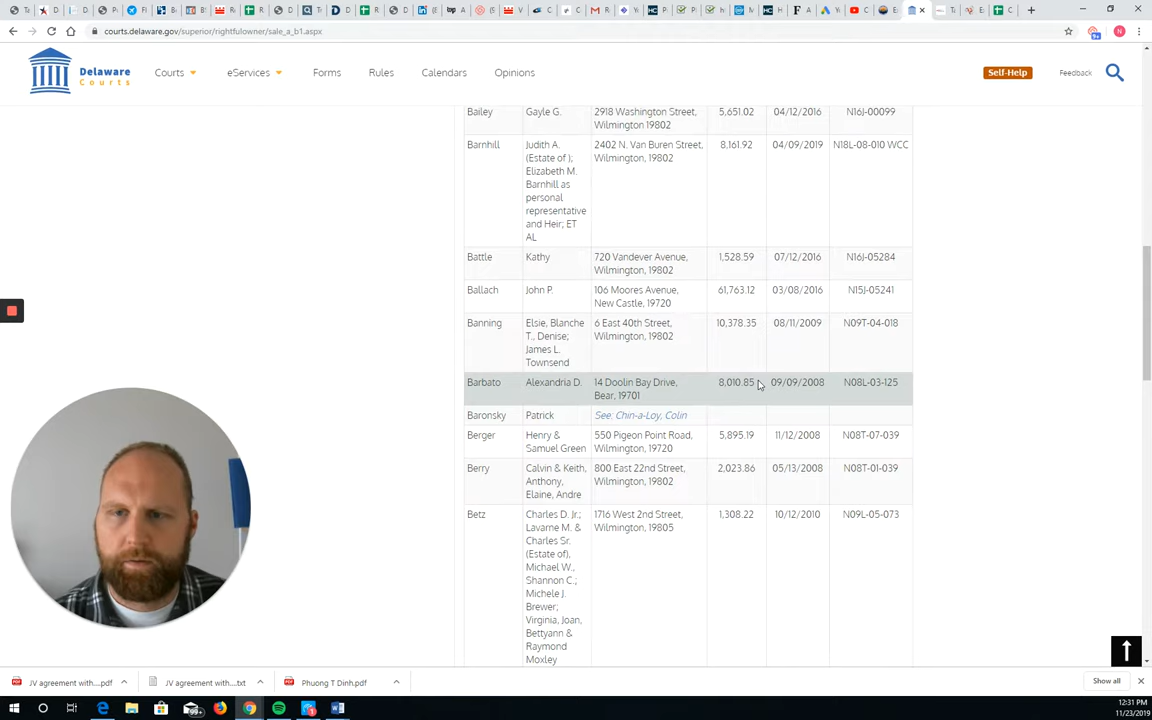 courts.delaware.gov/superior/rightfulowner/sale_a_b1.aspx
Delaware
Courts
Courts
eServices
Forms
Rules
Calendars
Opinions
Self-Help
Feedback
Bailey Gayle G. 2918 Washington Street, 5,651.02 04/12/2016 N16J-00099
Wilmington 19802
Barnhill Judith A. 2402 N. Van Buren Street, 8,161.92 04/09/2019 N18L-08-010 WCC
(Estate of ); Wilmington, 19802
Elizabeth M.
Barnhill as
personal
representative
and Heir; ET
AL
Battle Kathy 720 Vandever Avenue, 1,528.59 07/12/2016 N16J-05284
Wilmington, 19802
Ballach John P. 106 Moores Avenue, 61,763.12 03/08/2016 N15J-05241
New Castle, 19720
Banning Elsie, Blanche 6 East 40th Street, 10,378.35 08/11/2009 N09T-04-018
T., Denise; Wilmington, 19802
James L.
Townsend
Barbato Alexandria D. 14 Doolin Bay Drive, 8,010.85 09/09/2008 N08L-03-125
Bear, 19701
Baronsky Patrick See: Chin-a-Loy, Colin
Berger Henry & 550 Pigeon Point Road, 5,895.19 11/12/2008 N08T-07-039
Samuel Green Wilmington, 19720
Berry Calvin & Keith, 800 East 22nd Street, 2,023.86 05/13/2008 N08T-01-039
Anthony, Wilmington, 19802
Elaine, Andre
Betz Charles D. Jr.; 1716 West 2nd Street, 1,308.22 10/12/2010 N09L-05-073
Lavarne M. & Wilmington, 19805
Charles Sr.
(Estate of),
Michael W.,
Shannon C.;
Michele J.
Brewer;
Virginia, Joan,
Bettyann &
Raymond
Moxley
JV agreement with....pdf
JV agreement with....txt
Phuong T Dinh.pdf
Show all
12:31 PM
11/23/2019